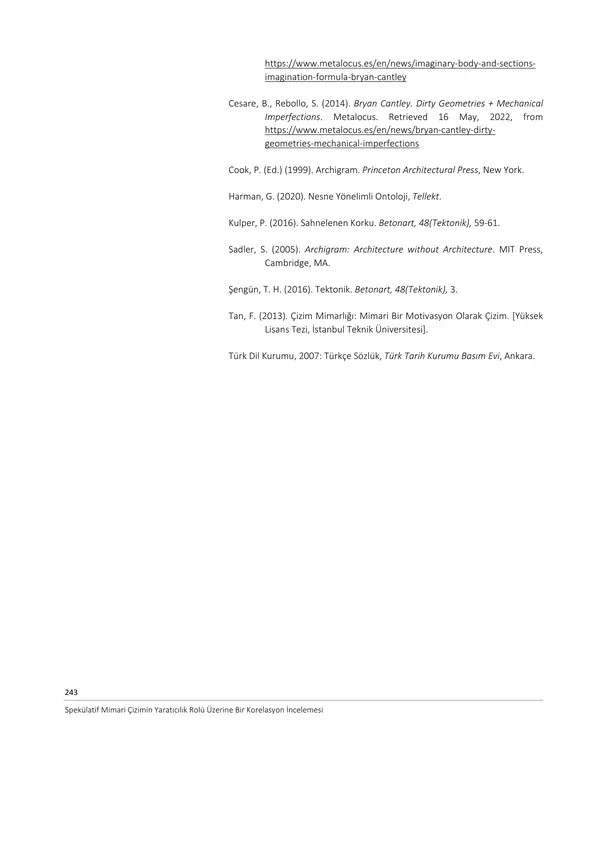 https://www.metalocus.es/en/news/imaginary-body-and-sections-
imagination-formula-bryan-cantley
Cesare, B., Rebollo, S. (2014). Bryan Cantley. Dirty Geometries + Mechanical
Imperfections. Metalocus. Retrieved 16 May, 2022, from
https://www.metalocus.es/en/news/bryan-cantley-dirty-
geometries-mechanical-imperfections
Cook, P. (Ed.) (1999). Archigram. Princeton Architectural Press, New York.
Harman, G. (2020). Nesne Yönelimli Ontoloji, Tellekt.
Kulper, P. (2016). Sahnelenen Korku. Betonart, 48(Tektonik), 59-61.
Sadler, S. (2005). Archigram: Architecture without Architecture. MIT Press,
Cambridge, MA.
Şengün, T. H. (2016). Tektonik. Betonart, 48(Tektonik), 3.
Tan, F. (2013). Çizim Mimarlığı: Mimari Bir Motivasyon Olarak Çizim. [Yüksek
Lisans Tezi, İstanbul Teknik Üniversitesi].
Türk Dil Kurumu, 2007: Türkçe Sözlük, Türk Tarih Kurumu Basım Evi, Ankara.
243
Spekülatif Mimari Çizimin Yaratıcılık Rolü Üzerine Bir Korelasyon İncelemesi